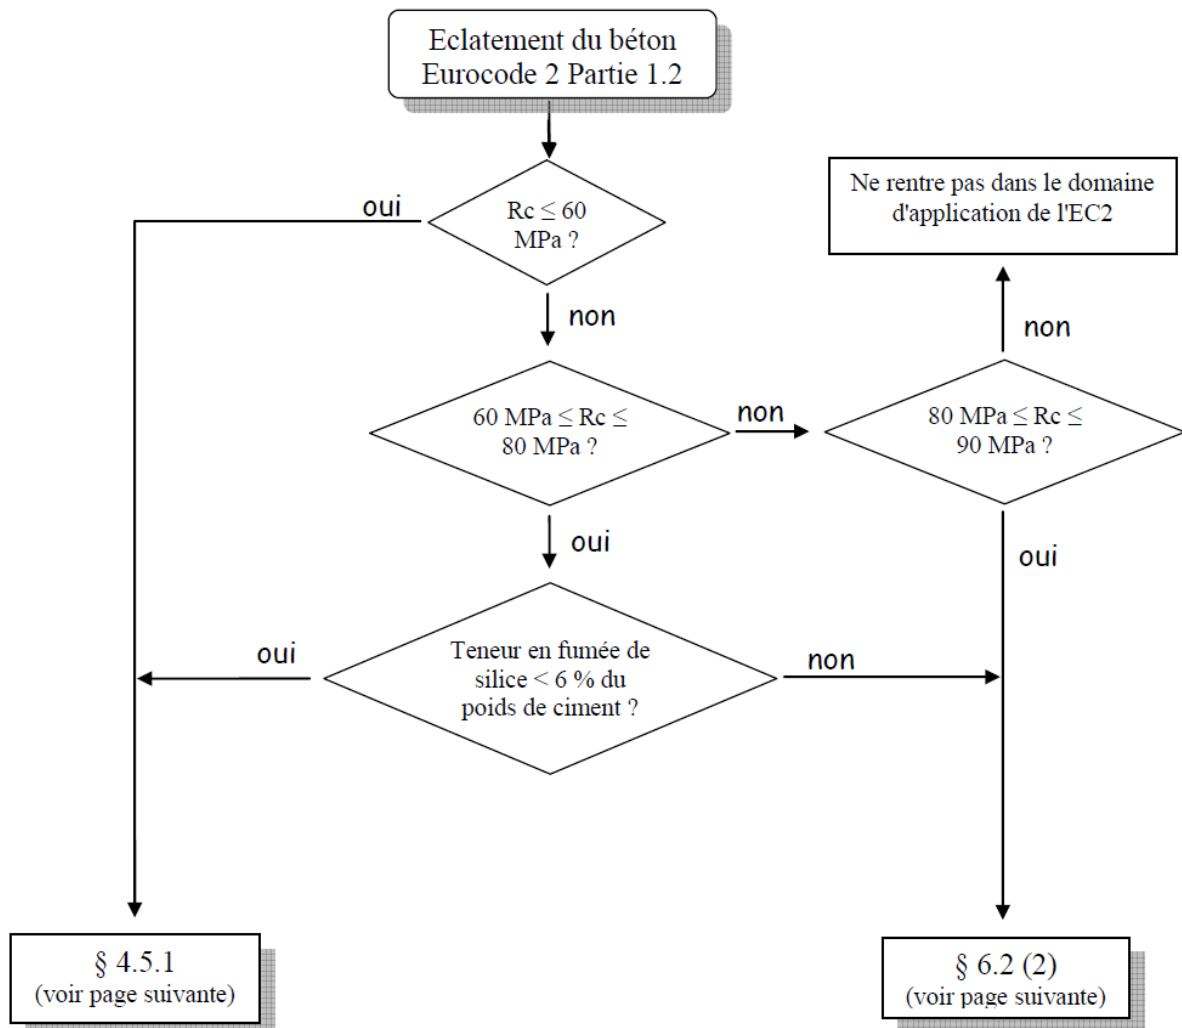 Eclatement du béton
Eurocode 2 Partie 1.2
oui
Rc ≤ 60
MPa ?
Ne rentre pas dans le domaine
d'application de l'EC2
non
non
60 MPa ≤ Rc ≤
80 MPa ?
non
80 MPa ≤ Rc ≤
90 MPa ?
oui
oui
oui
Teneur en fumée de
silice < 6 % du
poids de ciment ?
non
§ 4.5.1
(voir page suivante)
§ 6.2 (2)
(voir page suivante)